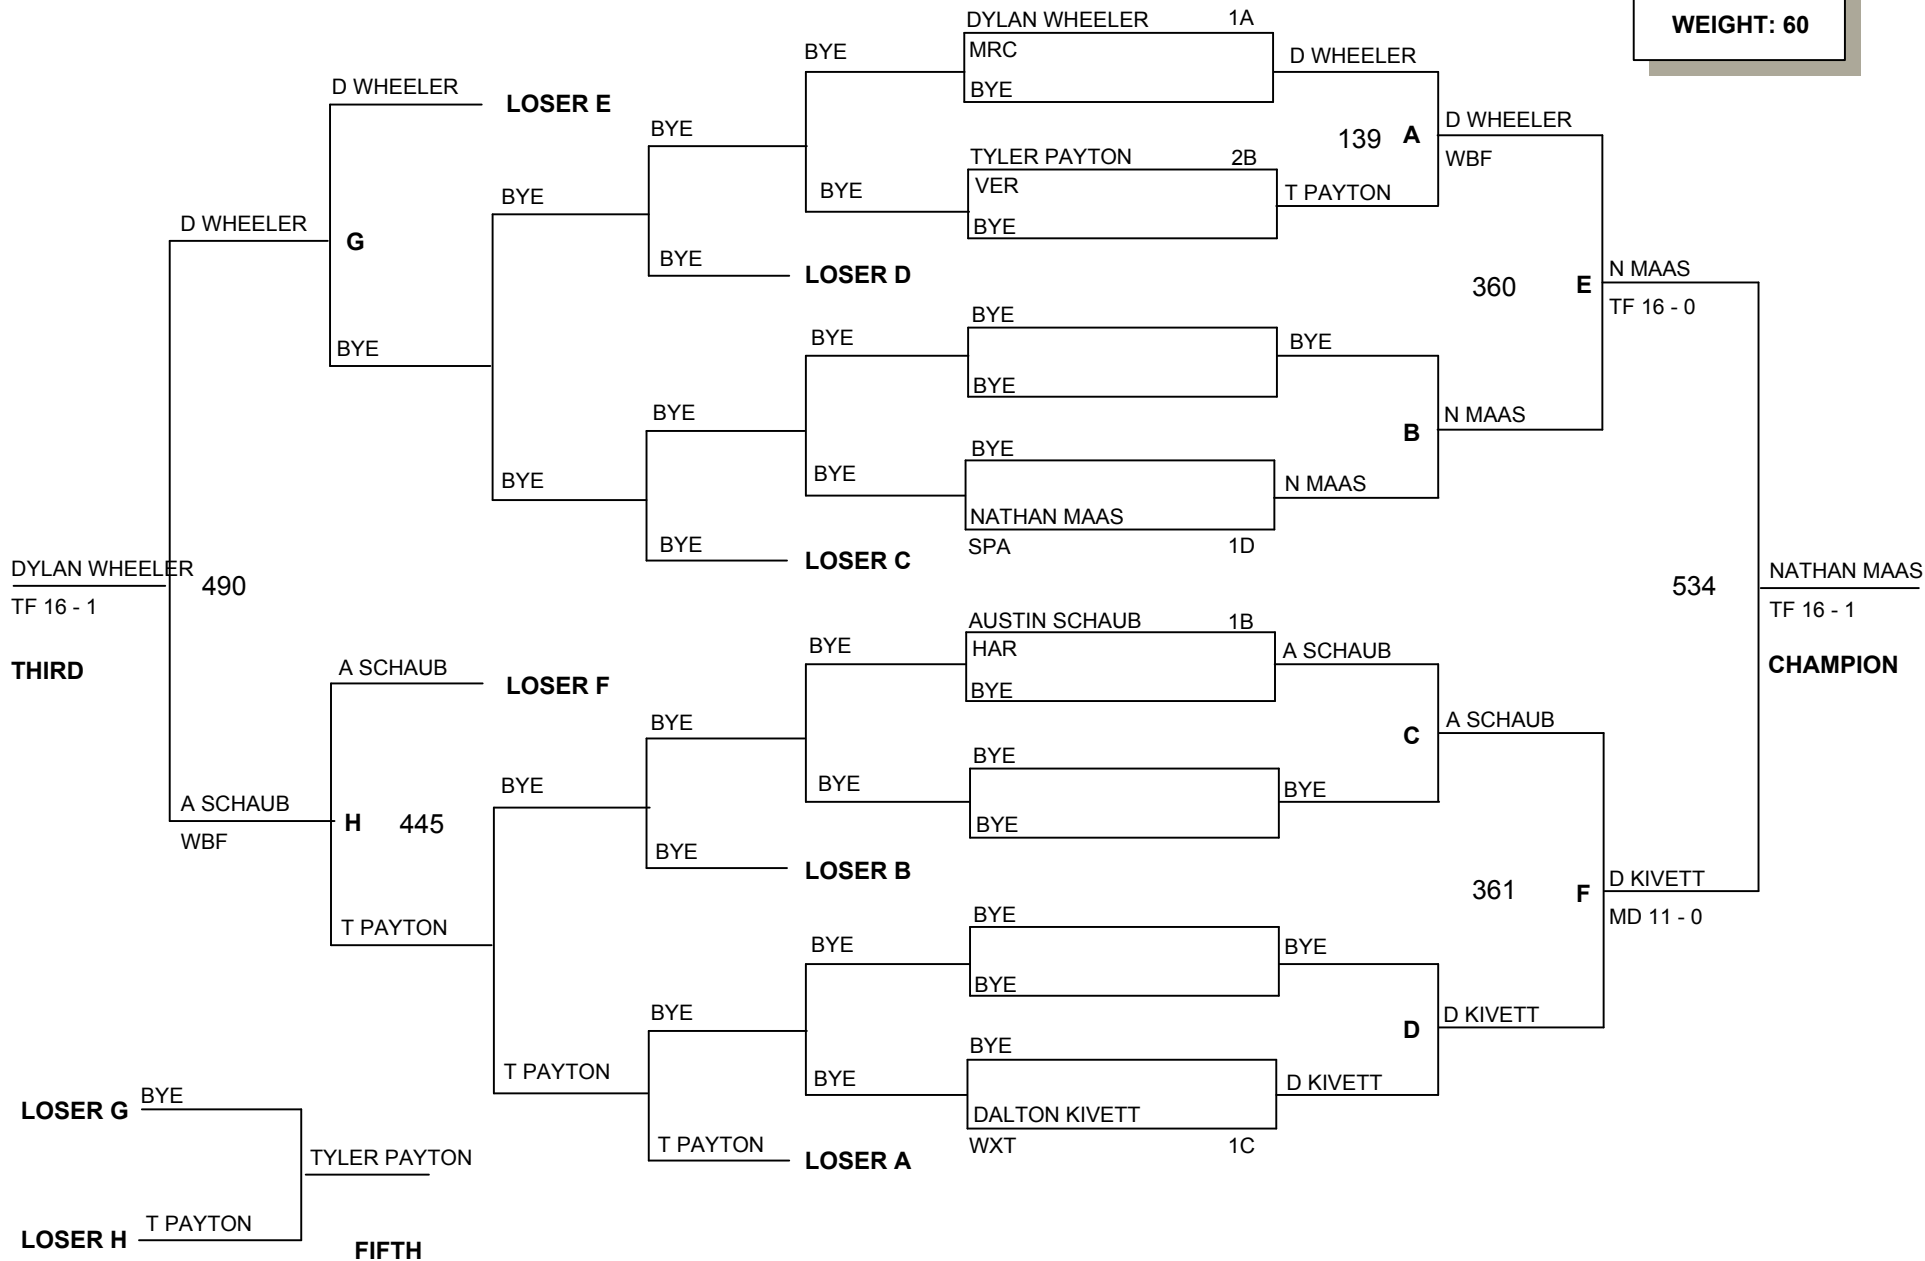 WEIGHT: 60
DYLAN WHEELER 1A
MRC
BYE
TYLER PAYTON 2B
VER
BYE
BYE
BYE
BYE
NATHAN MAAS
SPA 1D
AUSTIN SCHAUB 1B
HAR
BYE
BYE
BYE
BYE
BYE
BYE
DALTON KIVETT
WXT 1C
D WHEELER
T PAYTON
139 A
BYE
N MAAS
B
A SCHAUB
BYE
C
BYE
D KIVETT
D
D WHEELER
WBF
N MAAS
360 E
A SCHAUB
D KIVETT
361 F
N MAAS
TF 16 - 0
D KIVETT
MD 11 - 0
534
NATHAN MAAS
TF 16 - 1
CHAMPION
BYE
BYE
BYE
BYE
BYE
BYE
BYE
BYE
BYE
BYE
LOSER D
BYE
BYE
LOSER C
BYE
BYE
LOSER B
BYE
T PAYTON
LOSER A
BYE
BYE
BYE
T PAYTON
D WHEELER
LOSER E
G
BYE
A SCHAUB
LOSER F
H 445
T PAYTON
D WHEELER
A SCHAUB
WBF
490
DYLAN WHEELER
TF 16 - 1
THIRD
LOSER G BYE
TYLER PAYTON
LOSER H T PAYTON
FIFTH